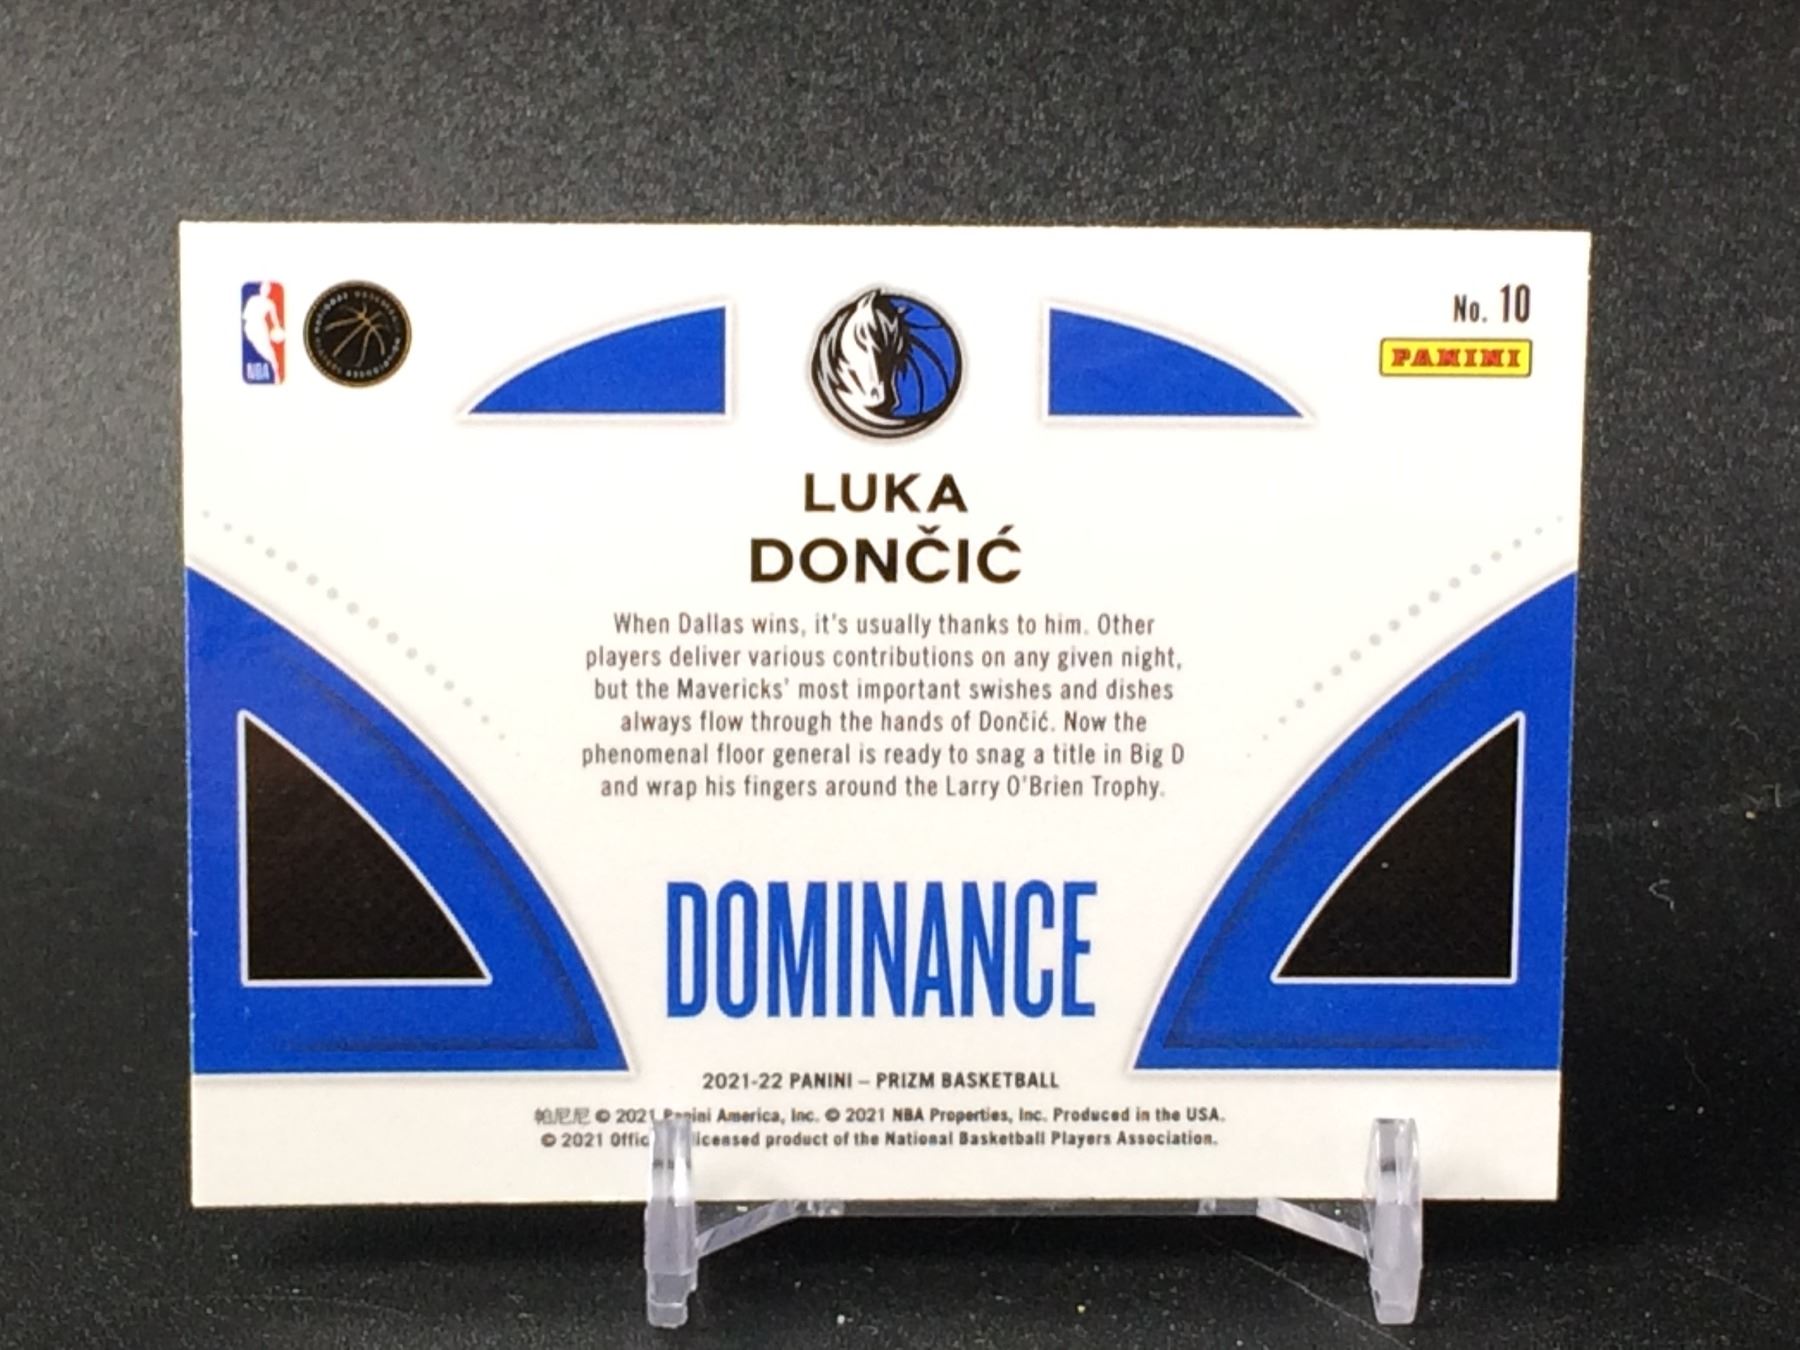 No. 10
PANINI
NBA
LUKA
DONČIĆ
When Dallas wins, it's usually thanks to him. Other
players deliver various contributions on any given night,
but the Mavericks' most important swishes and dishes
always flow through the hands of Dončić. Now the
phenomenal floor general is ready to snag a title in Big D
and wrap his fingers around the Larry O'Brien Trophy.
DOMINANCE
2021-22 PANINI – PRIZM BASKETBALL
帕尼尼 © 2021 Panini America, Inc. © 2021 NBA Properties, Inc. Produced in the USA.
© 2021 licensed product of the National Basketball Players Association.